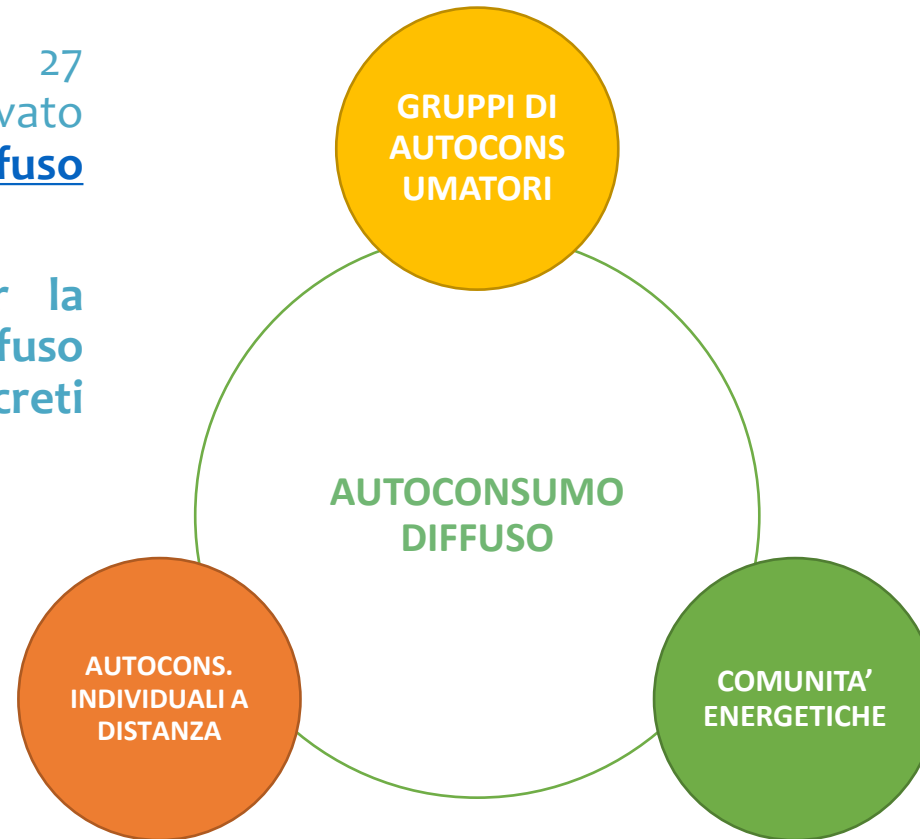 27
vato
fuso
r la
fuso
creti
GRUPPI DI
AUTOCONS
UMATORI
AUTOCONSUMO
DIFFUSO
AUTOCONS.
INDIVIDUALI A
DISTANZA
COMUNITA’
ENERGETICHE